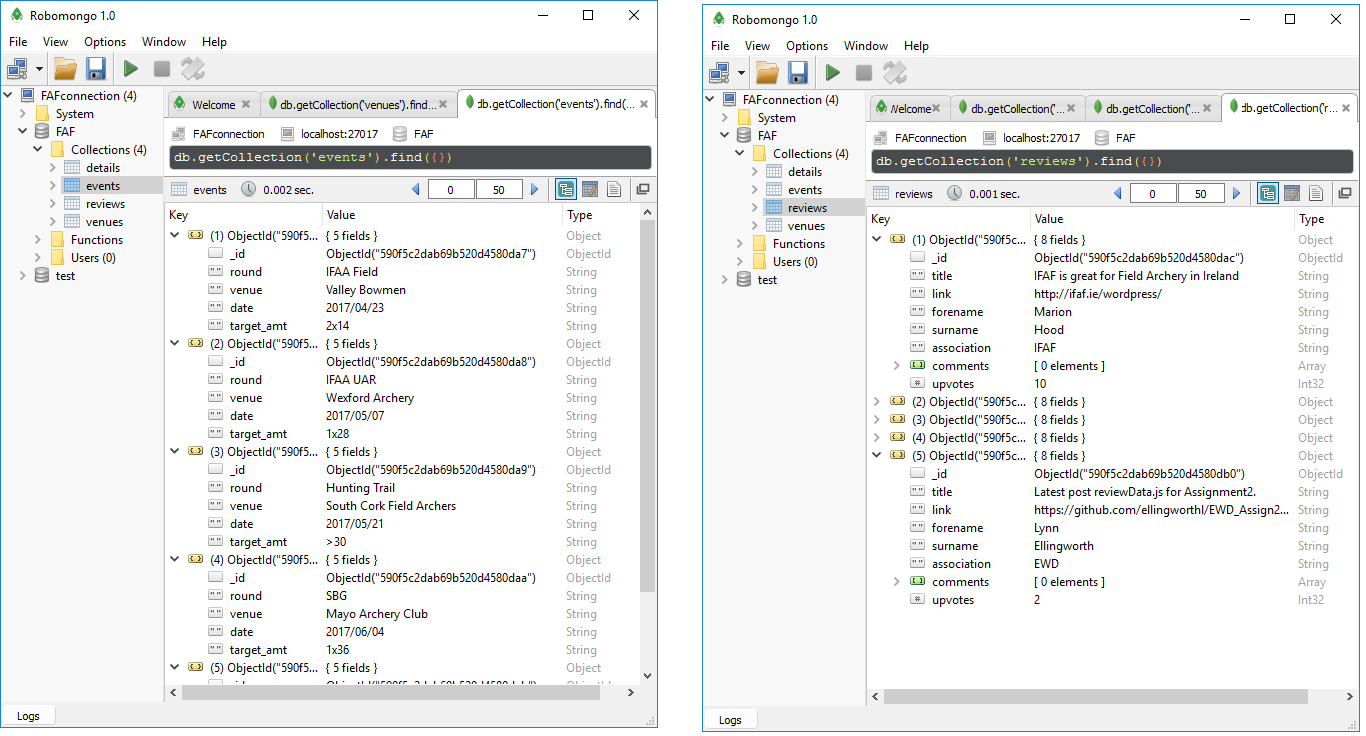 Robomongo 1.0
File View Options Window Help
FAFconnection (4)
System
FAF
Collections (4)
details
events
reviews
venues
Functions
Users (0)
test
Welcome
db.getCollection('venues').find...
db.getCollection('events').find(...
FAFconnection localhost:27017 FAF
db.getCollection('events').find({})
events 0.002 sec. 0 50
Key Value Type
(1) ObjectId("590f5... { 5 fields } Object
_id ObjectId("590f5c2dab69b520d4580da7") ObjectId
"" round IFAA Field String
"" venue Valley Bowmen String
"" date 2017/04/23 String
"" target_amt 2x14 String
(2) ObjectId("590f5... { 5 fields } Object
_id ObjectId("590f5c2dab69b520d4580da8") ObjectId
"" round IFAA UAR String
"" venue Wexford Archery String
"" date 2017/05/07 String
"" target_amt 1x28 String
(3) ObjectId("590f5... { 5 fields } Object
_id ObjectId("590f5c2dab69b520d4580da9") ObjectId
"" round Hunting Trail String
"" venue South Cork Field Archers String
"" date 2017/05/21 String
"" target_amt >30 String
(4) ObjectId("590f5... { 5 fields } Object
_id ObjectId("590f5c2dab69b520d4580daa") ObjectId
"" round SBG String
"" venue Mayo Archery Club String
"" date 2017/06/04 String
"" target_amt 1x36 String
(5) ObjectId("590f5... { 5 fields } Object
Logs
Robomongo 1.0
File View Options Window Help
FAFconnection (4)
System
FAF
Collections (4)
details
events
reviews
venues
Functions
Users (0)
test
Welcome
db.getCollection('...
db.getCollection('...
db.getCollection('r...
FAFconnection localhost:27017 FAF
db.getCollection('reviews').find({})
reviews 0.001 sec. 0 50
Key Value Type
(1) ObjectId("590f5c... { 8 fields } Object
_id ObjectId("590f5c2dab69b520d4580dac") ObjectId
"" title IFAF is great for Field Archery in Ireland String
"" link http://ifaf.ie/wordpress/ String
"" forename Marion String
"" surname Hood String
"" association IFAF String
comments [ 0 elements ] Array
# upvotes 10 Int32
(2) ObjectId("590f5c... { 8 fields } Object
(3) ObjectId("590f5c... { 8 fields } Object
(4) ObjectId("590f5c... { 8 fields } Object
(5) ObjectId("590f5c... { 8 fields } Object
_id ObjectId("590f5c2dab69b520d4580db0") ObjectId
"" title Latest post reviewData.js for Assignment2. String
"" link https://github.com/ellingworthl/EWD_Assign2... String
"" forename Lynn String
"" surname Ellingworth String
"" association EWD String
comments [ 0 elements ] Array
# upvotes 2 Int32
Logs